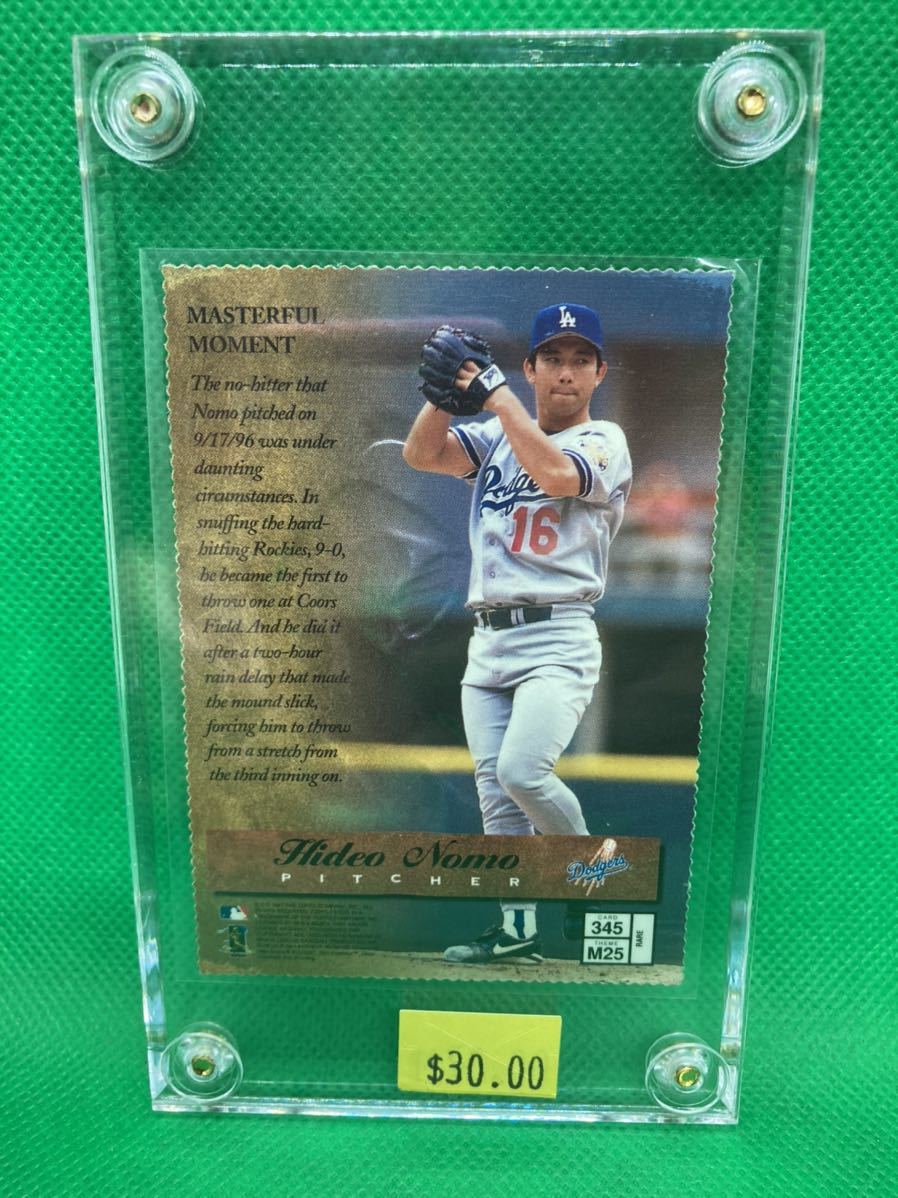 MASTERFUL
MOMENT
The no-hitter that
Nomo pitched on
9/17/96 was under
daunting
circumstances. In
snuffing the hard-
hitting Rockies, 9-0,
he became the first to
throw one at Coors
Field. And he did it
after a two-hour
rain delay that made
the mound slick,
forcing him to throw
from a stretch from
the third inning on.
LA
Dodgers
16
Hideo Nomo
PITCHER
Dodgers
CARD
345
THEME
M25
RARE
$30.00